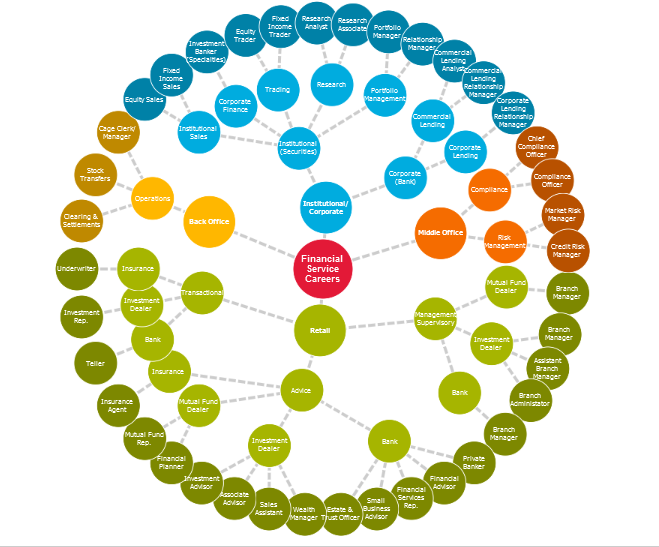 Fixed
Income
Trader
Research
Analyst
Research
Associate
Portfolio
Manager
Equity
Trader
Relationship
Manager
Investment
Banker
(Specialties)
Commercial
Lending
Analyst
Fixed
Income
Sales
Commercial
Lending
Relationship
Manager
Equity Sales
Corporate
Lending
Relationship
Manager
Trading
Research
Portfolio
Management
Corporate
Finance
Institutional
Sales
Institutional
(Securities)
Commercial
Lending
Corporate
Lending
Corporate
(Bank)
Institutional/
Corporate
Cage Clerk/
Manager
Stock
Transfers
Clearing &
Settlements
Operations
Back Office
Chief
Compliance
Officer
Compliance
Officer
Market Risk
Manager
Credit Risk
Manager
Compliance
Risk
Management
Middle Office
Financial
Service
Careers
Underwriter
Insurance
Investment
Rep.
Investment
Dealer
Transactional
Teller
Bank
Retail
Management
Supervisory
Mutual Fund
Dealer
Branch
Manager
Investment
Dealer
Branch
Manager
Assistant
Branch
Manager
Branch
Administator
Bank
Branch
Manager
Insurance
Insurance
Agent
Mutual Fund
Dealer
Mutual Fund
Rep.
Financial
Planner
Advice
Investment
Dealer
Investment
Advisor
Associate
Advisor
Sales
Assistant
Wealth
Manager
Bank
Estate &
Trust Officer
Small
Business
Advisor
Financial
Services
Rep.
Financial
Advisor
Private
Banker